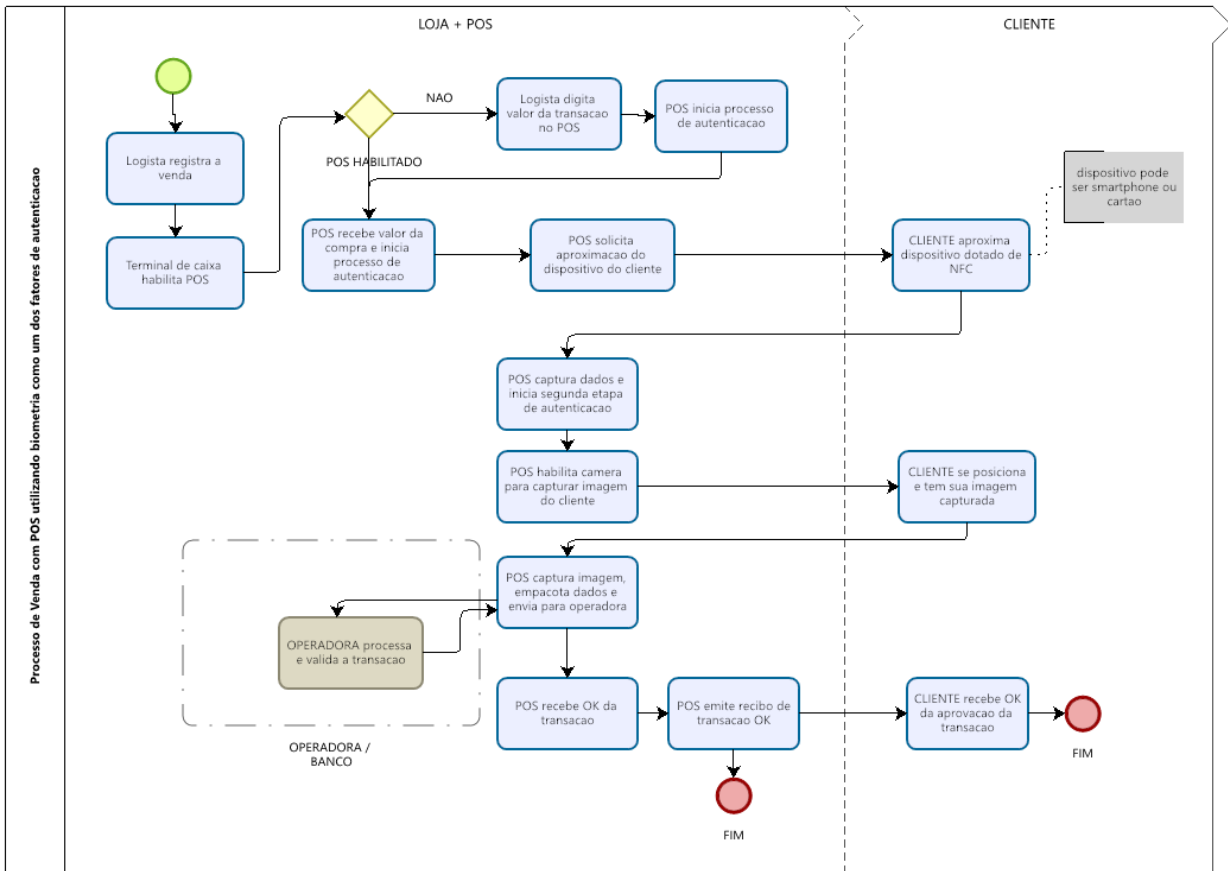 Processo de Venda com POS utilizando biometria como um dos fatores de autenticacao
LOJA + POS
CLIENTE
Logista registra a
venda
Terminal de caixa
habilita POS
NAO
POS HABILITADO
Logista digita
valor da transacao
no POS
POS inicia processo
de autenticacao
POS recebe valor da
compra e inicia
processo de
autenticacao
POS solicita
aproximacao do
dispositivo do cliente
CLIENTE aproxima
dispositivo dotado de
NFC
dispositivo pode
ser smartphone ou
cartao
POS captura dados e
inicia segunda etapa
de autenticacao
POS habilita camera
para capturar imagem
do cliente
CLIENTE se posiciona
e tem sua imagem
capturada
POS captura imagem,
empacota dados e
envia para operadora
OPERADORA processa
e valida a transacao
OPERADORA /
BANCO
POS recebe OK da
transacao
POS emite recibo de
transacao OK
CLIENTE recebe OK
da aprovacao da
transacao
FIM
FIM